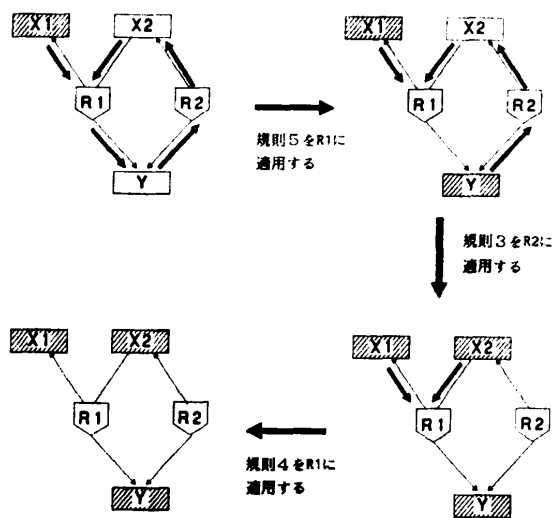 X1 X2
R1 R2
Y
規則5をR1に
適用する
X1 X2
R1 R2
Y
規則3をR2に
適用する
X1 X2
R1 R2
Y
規則4をR1に
適用する
X1 X2
R1 R2
Y